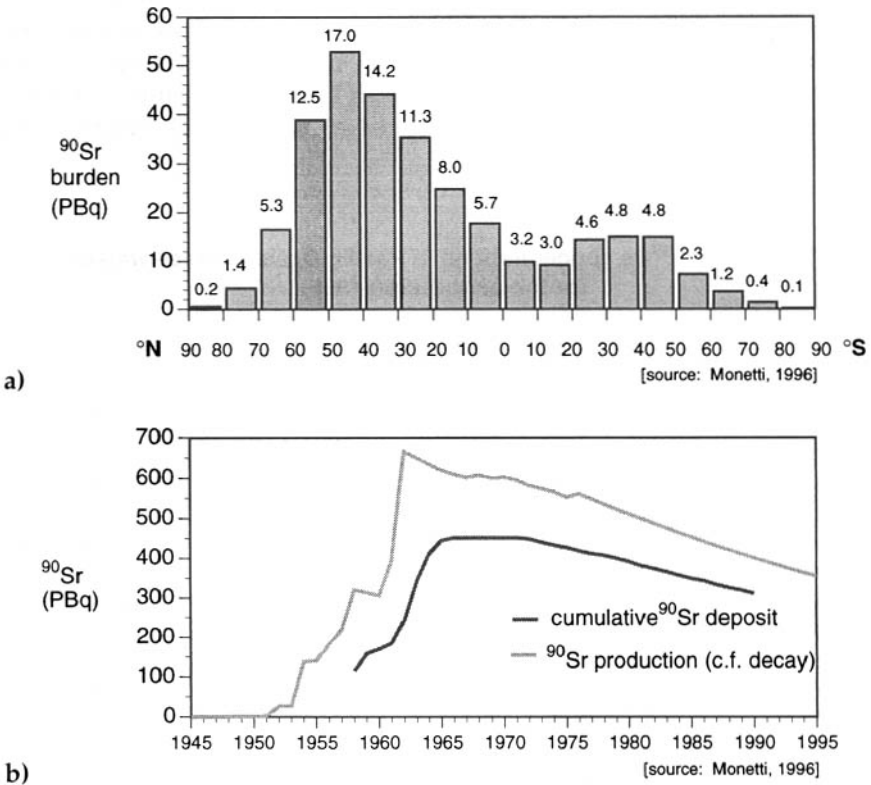 60
50
40
30
20
10
0
⁹⁰Sr
burden
(PBq)
0.2
1.4
5.3
12.5
17.0
14.2
11.3
8.0
5.7
3.2
3.0
4.6
4.8
4.8
2.3
1.2
0.4
0.1
°N 90 80 70 60 50 40 30 20 10 0 10 20 30 40 50 60 70 80 90 °S
[source: Monetti, 1996]
a)
700
600
500
400
300
200
100
0
⁹⁰Sr
(PBq)
cumulative ⁹⁰Sr deposit
⁹⁰Sr production (c.f. decay)
1945 1950 1955 1960 1965 1970 1975 1980 1985 1990 1995
[source: Monetti, 1996]
b)